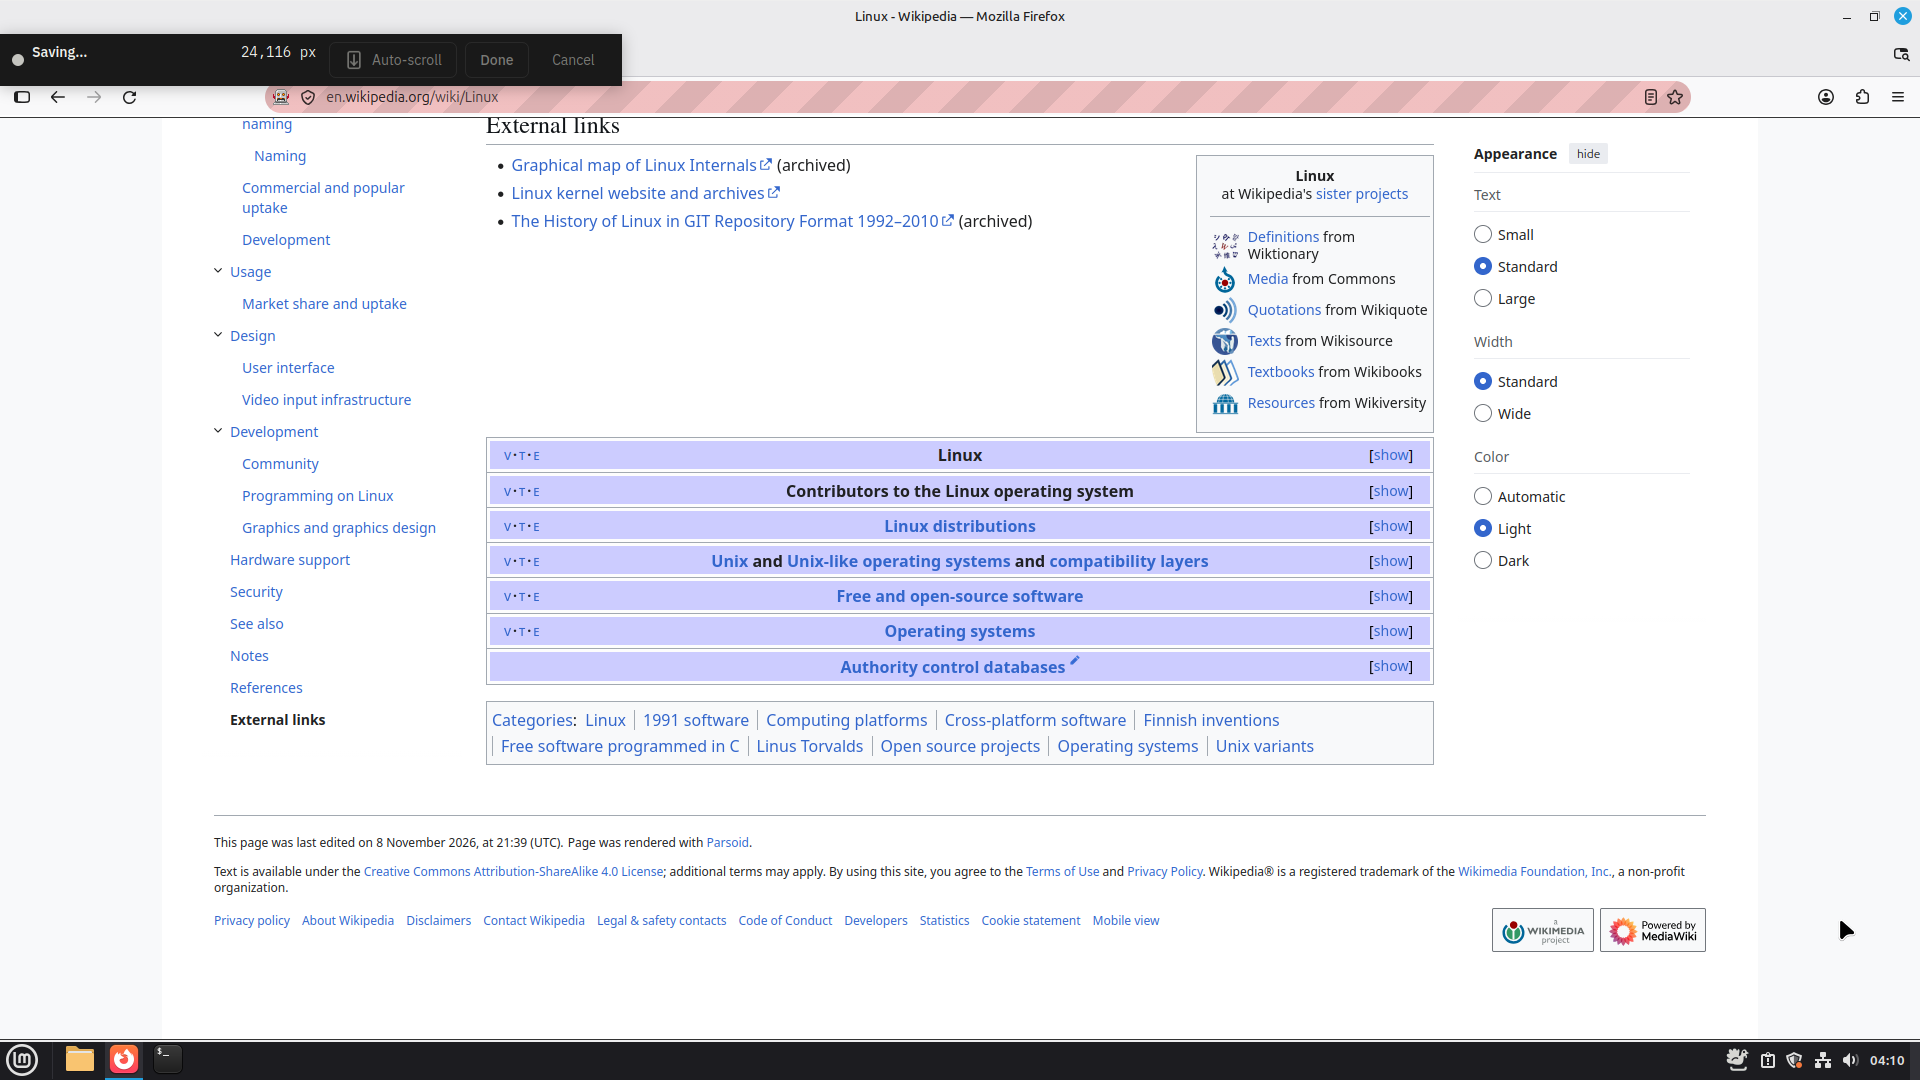 Linux - Wikipedia — Mozilla Firefox
Saving...
24,116 px
Auto-scroll
Done
Cancel
en.wikipedia.org/wiki/Linux
naming
Naming
Commercial and popular
uptake
Development
Usage
Market share and uptake
Design
User interface
Video input infrastructure
Development
Community
Programming on Linux
Graphics and graphics design
Hardware support
Security
See also
Notes
References
External links
External links
• Graphical map of Linux Internals (archived)
• Linux kernel website and archives
• The History of Linux in GIT Repository Format 1992–2010 (archived)
Linux
at Wikipedia's sister projects
Definitions from
Wiktionary
Media from Commons
Quotations from Wikiquote
Texts from Wikisource
Textbooks from Wikibooks
Resources from Wikiversity
V·T·E Linux [show]
V·T·E Contributors to the Linux operating system [show]
V·T·E Linux distributions [show]
V·T·E Unix and Unix-like operating systems and compatibility layers [show]
V·T·E Free and open-source software [show]
V·T·E Operating systems [show]
Authority control databases [show]
Categories: Linux | 1991 software | Computing platforms | Cross-platform software | Finnish inventions
| Free software programmed in C | Linus Torvalds | Open source projects | Operating systems | Unix variants
Appearance hide
Text
Small
Standard
Large
Width
Standard
Wide
Color
Automatic
Light
Dark
This page was last edited on 8 November 2026, at 21:39 (UTC). Page was rendered with Parsoid.
Text is available under the Creative Commons Attribution-ShareAlike 4.0 License; additional terms may apply. By using this site, you agree to the Terms of Use and Privacy Policy. Wikipedia® is a registered trademark of the Wikimedia Foundation, Inc., a non-profit
organization.
Privacy policy About Wikipedia Disclaimers Contact Wikipedia Legal & safety contacts Code of Conduct Developers Statistics Cookie statement Mobile view
a
WIKIMEDIA
project
Powered by
MediaWiki
04:10